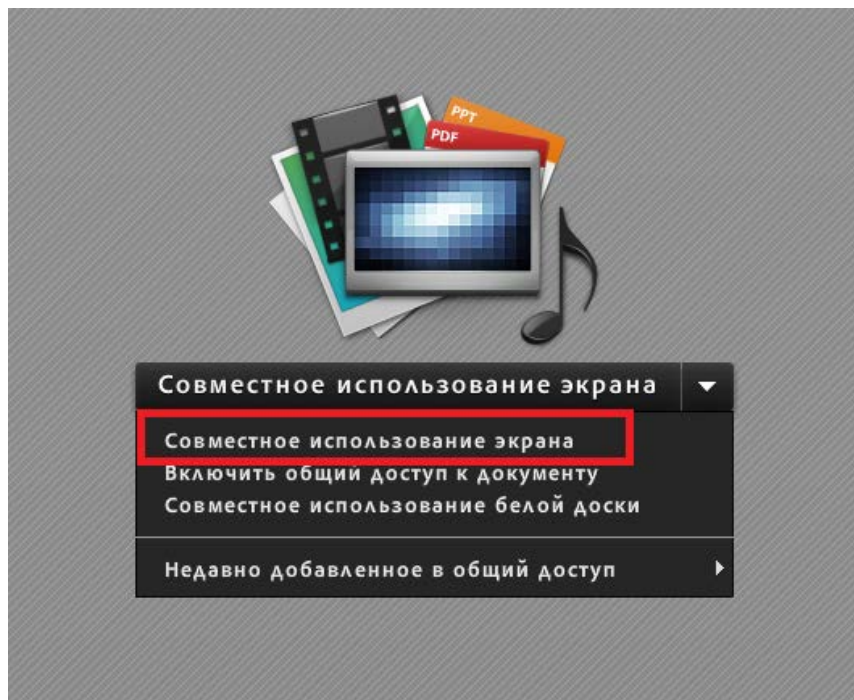 PPT
PDF
Совместное использование экрана
Совместное использование экрана
Включить общий доступ к документу
Совместное использование белой доски
Недавно добавленное в общий доступ